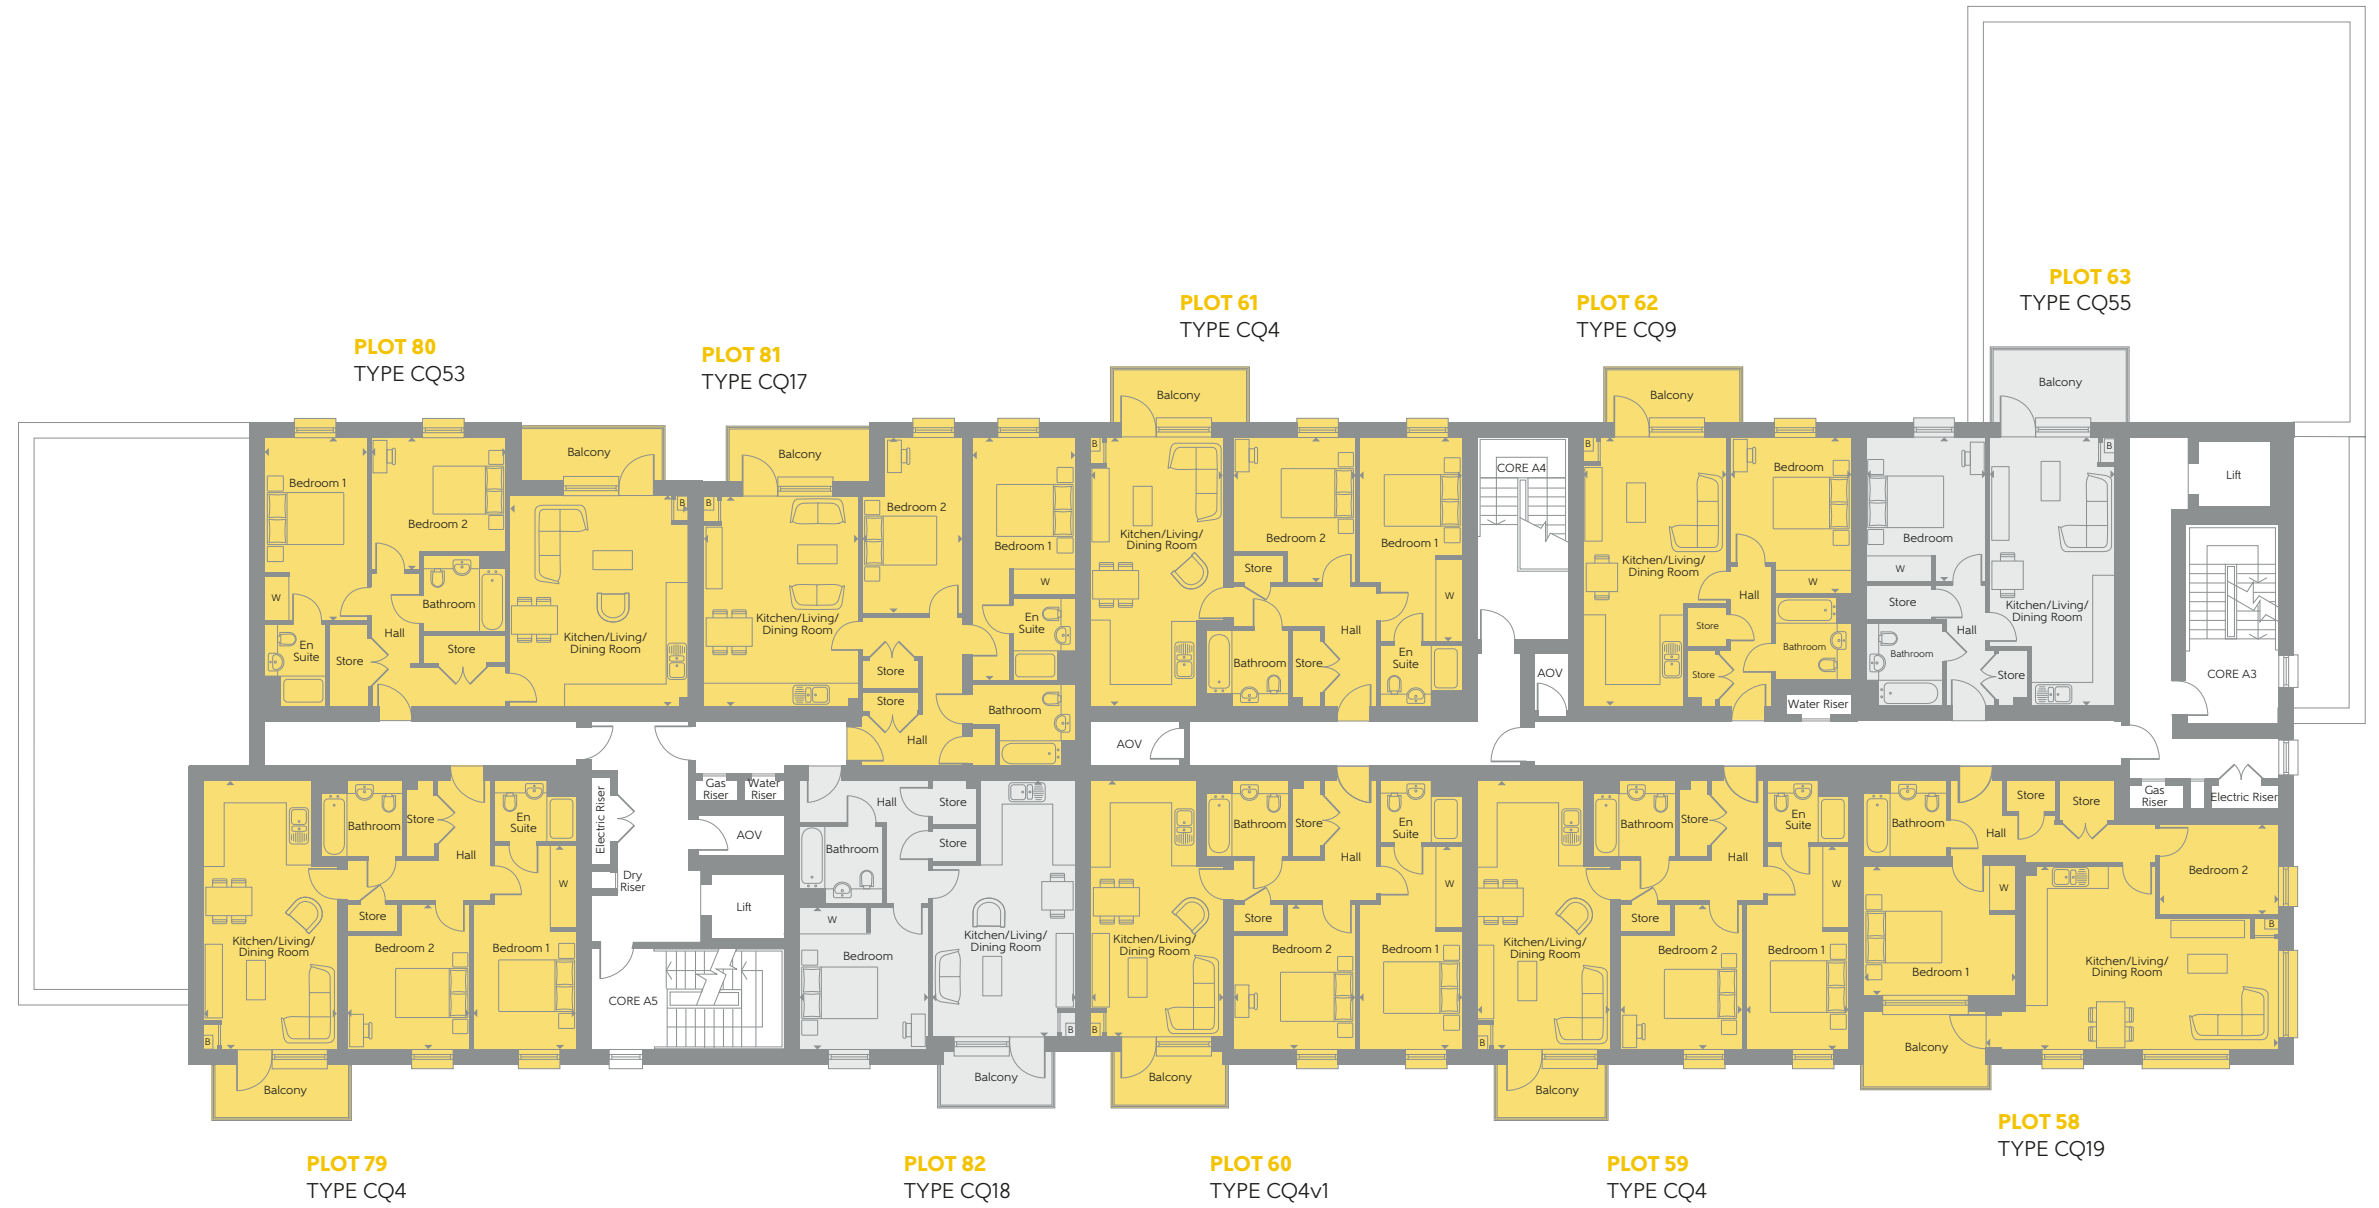 PLOT 63
TYPE CQ55
PLOT 61
TYPE CQ4
PLOT 62
TYPE CQ9
PLOT 80
TYPE CQ53
PLOT 81
TYPE CQ17
Bedroom 1
Bedroom 2
Balcony
B
W
Bathroom
En
Suite
Hall
Store
Store
Kitchen/Living/
Dining Room
Balcony
B
Bedroom 2
Bedroom 1
W
Kitchen/Living/
Dining Room
En
Suite
Store
Store
Bathroom
Hall
Balcony
B
Kitchen/Living/
Dining Room
Bedroom 2
Bedroom 1
Store
W
Hall
Bathroom
Store
En
Suite
AOV
CORE A4
AOV
Balcony
B
Bedroom
Kitchen/Living/
Dining Room
W
Hall
Store
Bathroom
Store
Water Riser
Balcony
B
Bedroom
W
Store
Kitchen/Living/
Dining Room
Hall
Bathroom
Store
Lift
CORE A3
Gas
Riser
Electric Riser
Bathroom
Store
En
Suite
Hall
W
Store
Kitchen/Living/
Dining Room
Bedroom 2
Bedroom 1
B
Balcony
Electric Riser
Dry
Riser
Gas
Riser
Water
Riser
AOV
Lift
CORE A5
Hall
Store
Store
Bathroom
W
Kitchen/Living/
Dining Room
Bedroom
B
Balcony
Bathroom
Store
En
Suite
Hall
W
Store
Kitchen/Living/
Dining Room
Bedroom 2
Bedroom 1
B
Balcony
Bathroom
Store
En
Suite
Hall
W
Store
Kitchen/Living/
Dining Room
Bedroom 2
Bedroom 1
B
Balcony
Bathroom
Hall
Store
Store
Bedroom 2
W
B
Bedroom 1
Kitchen/Living/
Dining Room
Balcony
PLOT 58
TYPE CQ19
PLOT 79
TYPE CQ4
PLOT 82
TYPE CQ18
PLOT 60
TYPE CQ4v1
PLOT 59
TYPE CQ4